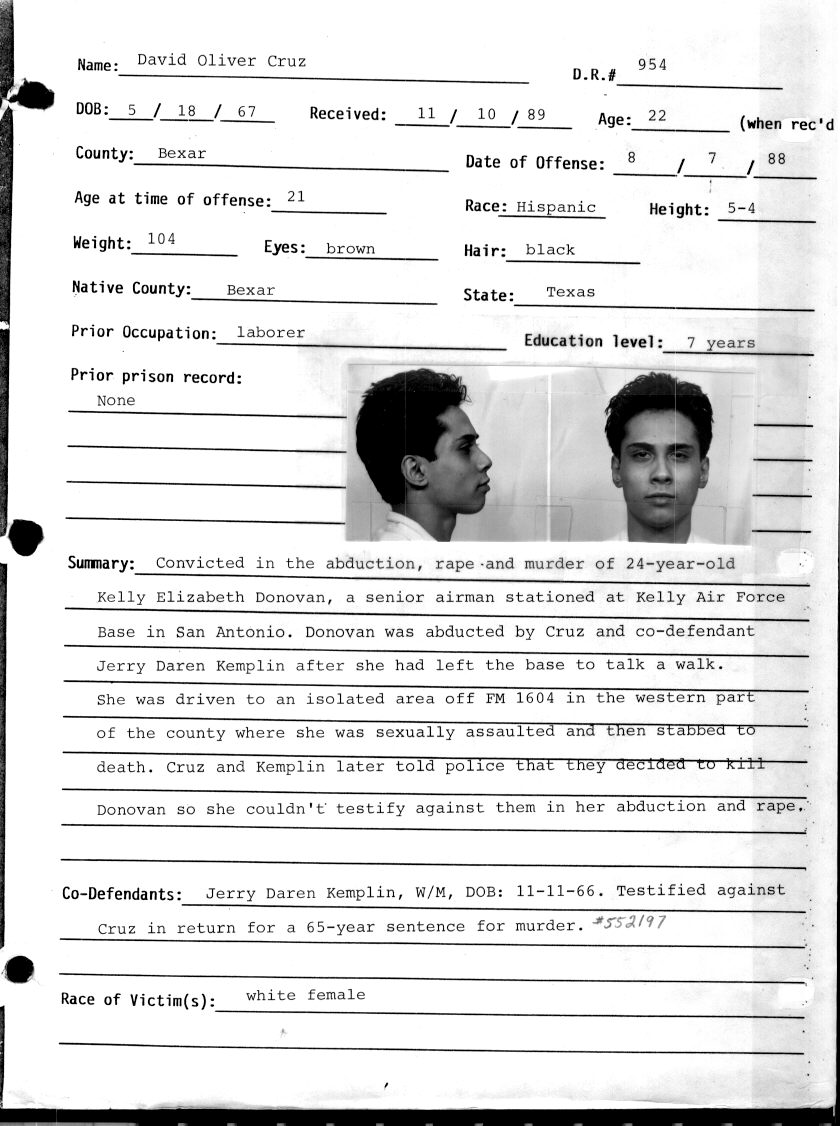 Name: David Oliver Cruz D.R.# 954
DOB: 5 / 18 / 67 Received: 11 / 10 / 89 Age: 22 (when rec'd
County: Bexar Date of Offense: 8 / 7 / 88
Age at time of offense: 21 Race: Hispanic Height: 5-4
Weight: 104 Eyes: brown Hair: black
Native County: Bexar State: Texas
Prior Occupation: laborer Education level: 7 years
Prior prison record:
None
Summary: Convicted in the abduction, rape and murder of 24-year-old
Kelly Elizabeth Donovan, a senior airman stationed at Kelly Air Force
Base in San Antonio. Donovan was abducted by Cruz and co-defendant
Jerry Daren Kemplin after she had left the base to talk a walk.
She was driven to an isolated area off FM 1604 in the western part
of the county where she was sexually assaulted and then stabbed to
death. Cruz and Kemplin later told police that they decided to kill
Donovan so she couldn't testify against them in her abduction and rape.
Co-Defendants: Jerry Daren Kemplin, W/M, DOB: 11-11-66. Testified against
Cruz in return for a 65-year sentence for murder. #552197
Race of Victim(s): white female